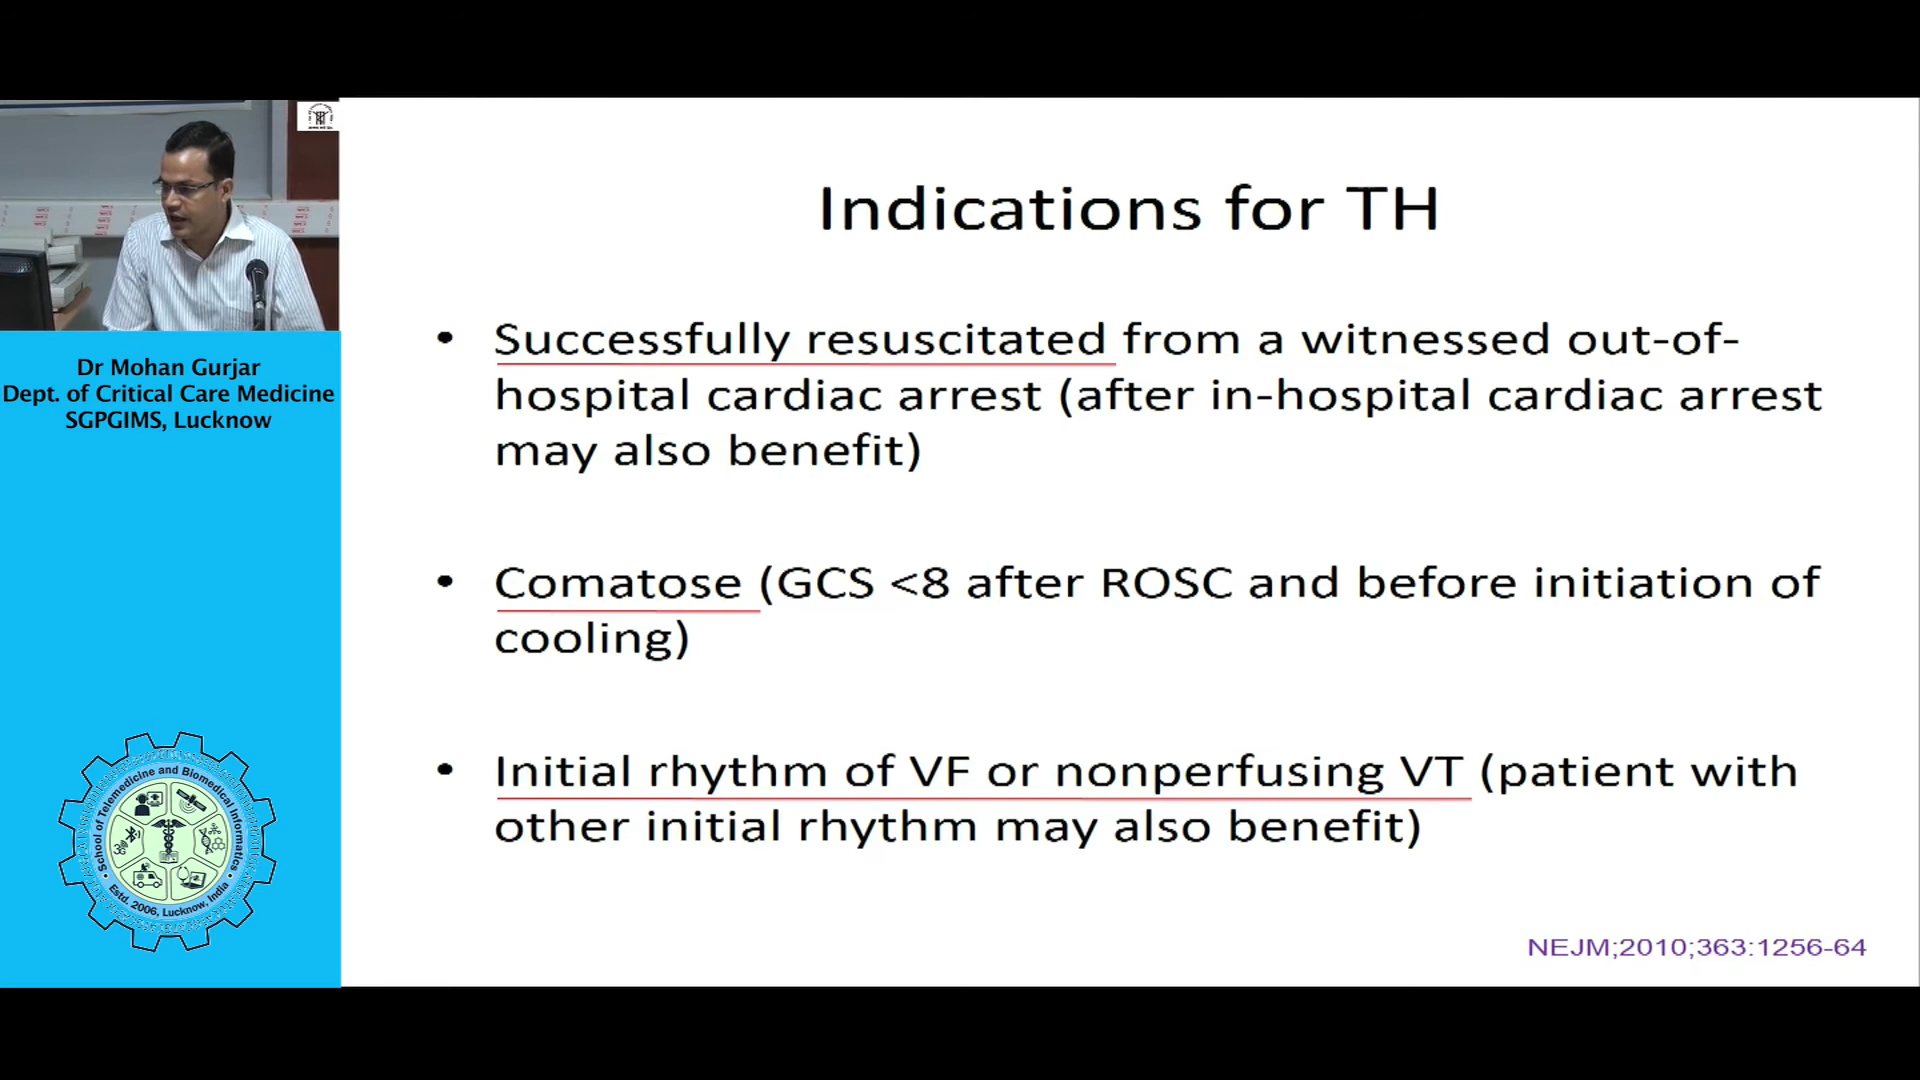 Indications for TH
• Successfully resuscitated from a witnessed out-of-
hospital cardiac arrest (after in-hospital cardiac arrest
may also benefit)
• Comatose (GCS <8 after ROSC and before initiation of
cooling)
• Initial rhythm of VF or nonperfusing VT (patient with
other initial rhythm may also benefit)
NEJM;2010;363:1256-64
Dr Mohan Gurjar
Dept. of Critical Care Medicine
SGPGIMS, Lucknow
School of Telemedicine and Biomedical Informatics
Estd. 2006, Lucknow, India